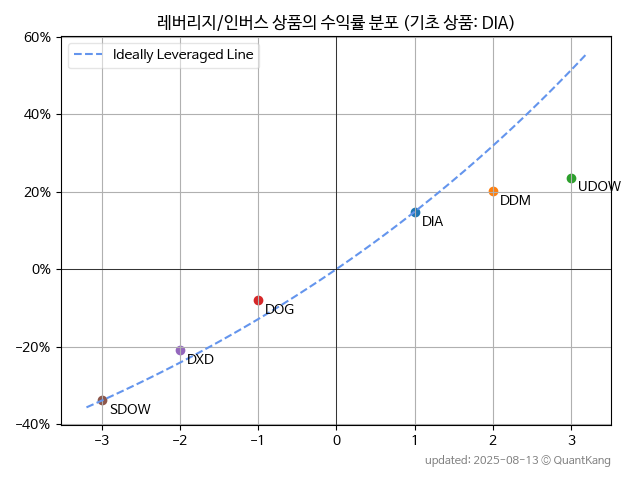 레버리지/인버스 상품의 수익률 분포 (기초 상품: DIA)
60%
Ideally Leveraged Line
40%
20%
UDOW
DDM
DIA
0%
DOG
−20%
DXD
SDOW
−40%
−3 −2 −1 0 1 2 3
updated: 2025-08-13 © QuantKang